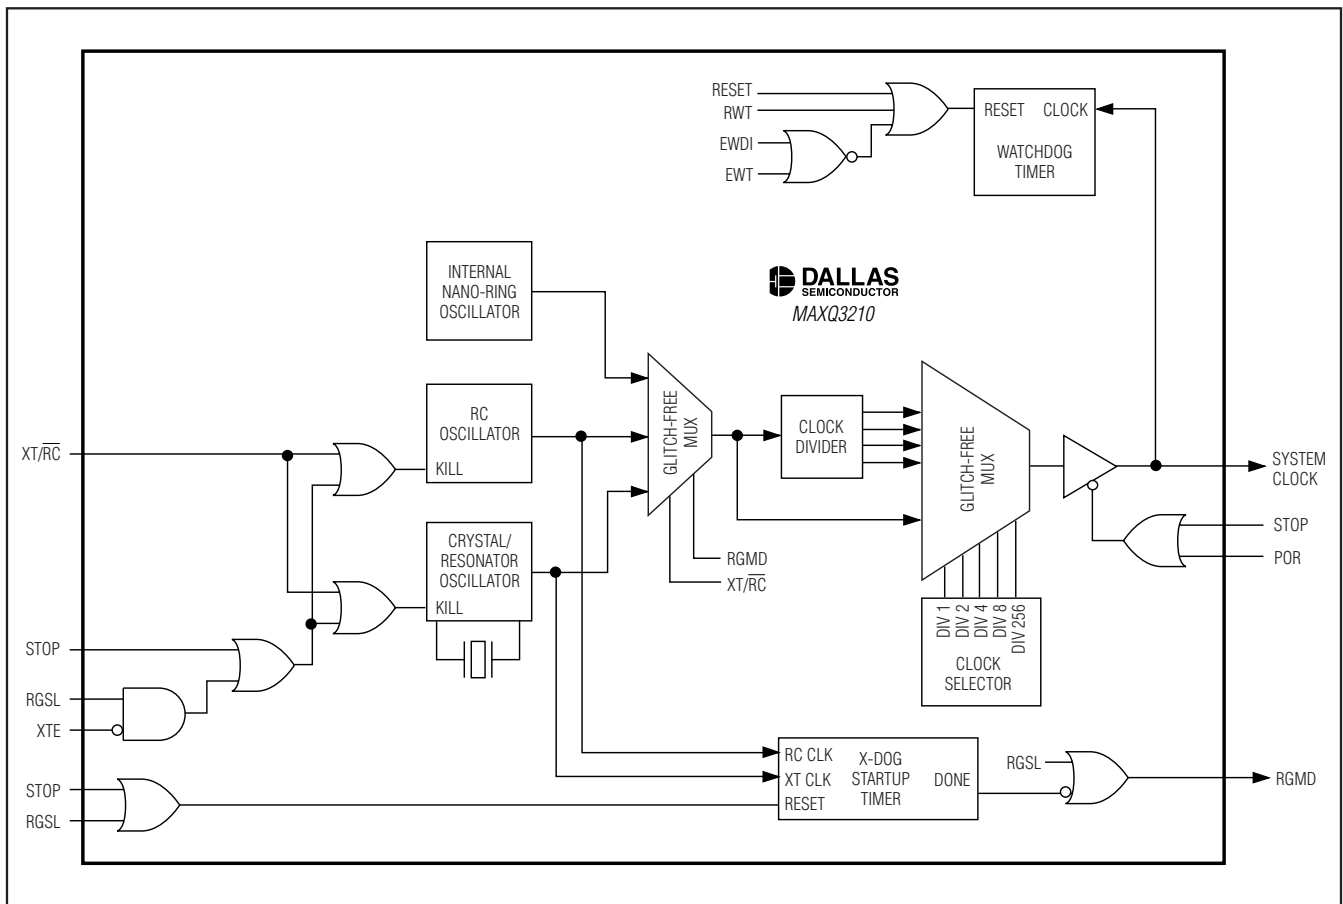 RESET
RWT
EWDI
EWT
RESET CLOCK
WATCHDOG
TIMER
INTERNAL
NANO-RING
OSCILLATOR
DALLAS
SEMICONDUCTOR
MAXQ3210
RC
OSCILLATOR
KILL
XT/R̅C̅
GLITCH-FREE
MUX
CLOCK
DIVIDER
GLITCH-FREE
MUX
SYSTEM
CLOCK
STOP
POR
CRYSTAL/
RESONATOR
OSCILLATOR
KILL
RGMD
XT/R̅C̅
DIV 1
DIV 2
DIV 4
DIV 8
DIV 256
CLOCK
SELECTOR
STOP
RGSL
XTE
STOP
RGSL
RC CLK
XT CLK
RESET
X-DOG
STARTUP
TIMER
DONE
RGSL
RGMD